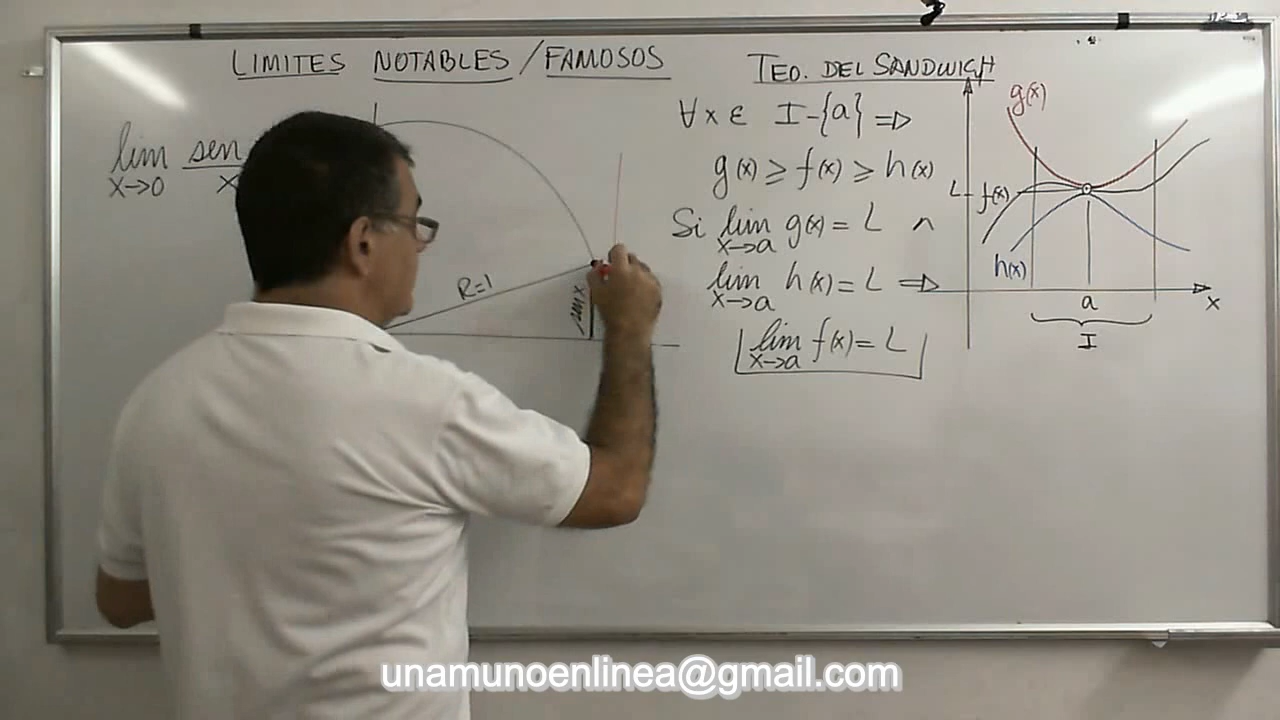 LIMITES NOTABLES / FAMOSOS
lim sen
x→0 x
R=1
sen x
TEO. DEL SANDWICH
∀ x ε I-{a} ⇒
g(x) ≥ f(x) ≥ h(x)
Si lim g(x) = L ∧
x→a
lim h(x) = L ⇒
x→a
lim f(x) = L
x→a
g(x)
L
f(x)
h(x)
a
x
I
unamunoenlinea@gmail.com